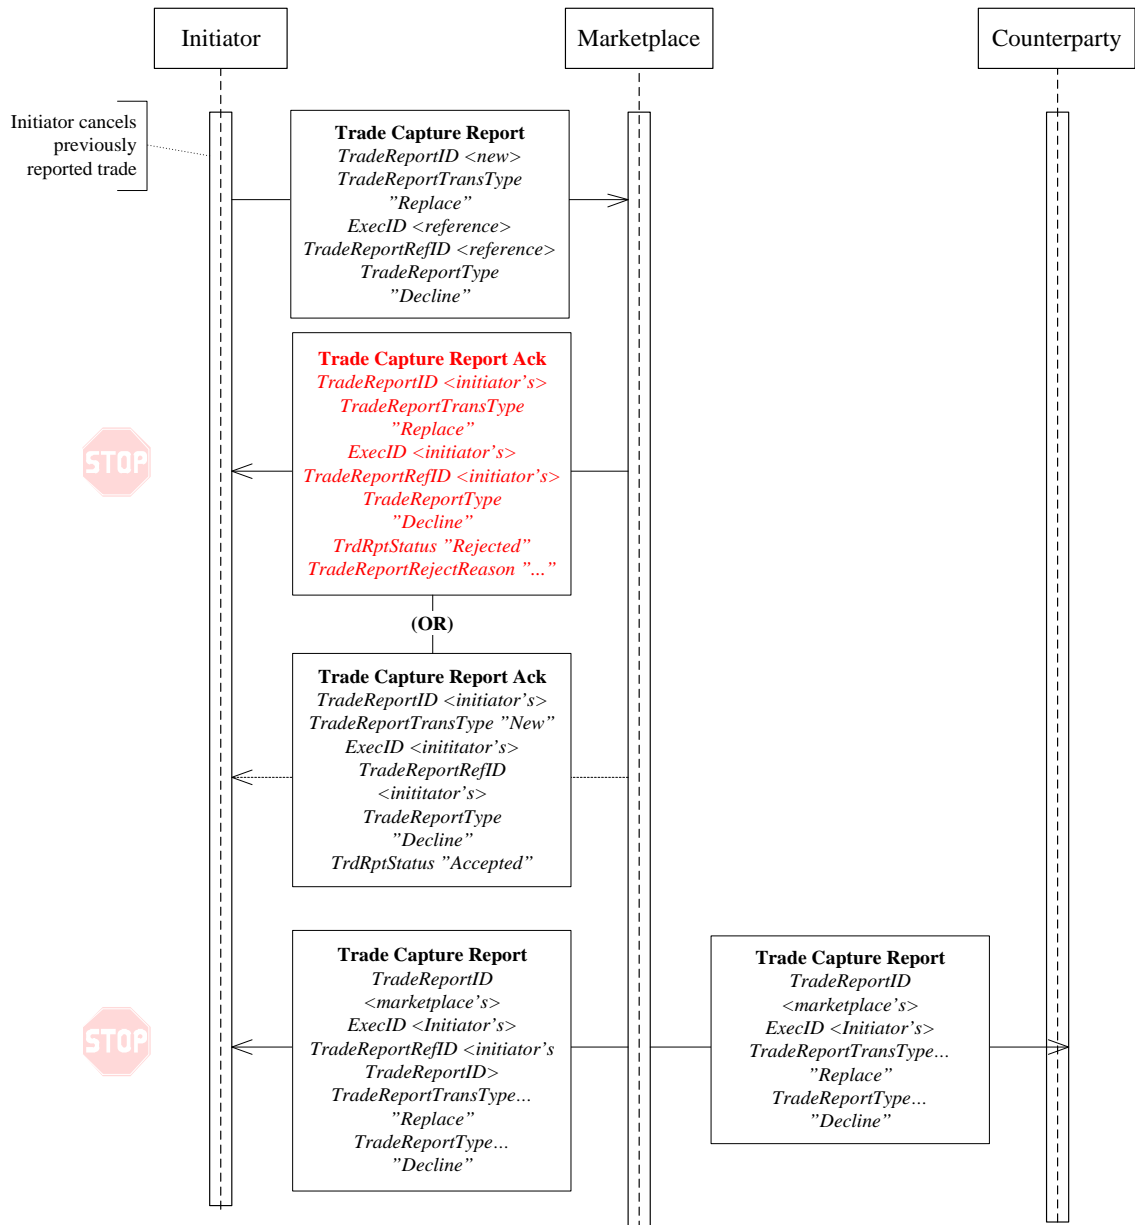 Initiator
Marketplace
Counterparty
Initiator cancels
previously
reported trade
Trade Capture Report
TradeReportID <new>
TradeReportTransType
”Replace”
ExecID <reference>
TradeReportRefID <reference>
TradeReportType
”Decline”
Trade Capture Report Ack
TradeReportID <initiator’s>
TradeReportTransType
”Replace”
ExecID <initiator’s>
TradeReportRefID <initiator’s>
TradeReportType
”Decline”
TrdRptStatus ”Rejected”
TradeReportRejectReason ”...”
STOP
(OR)
Trade Capture Report Ack
TradeReportID <initiator’s>
TradeReportTransType ”New”
ExecID <inititator’s>
TradeReportRefID
<inititator’s>
TradeReportType
”Decline”
TrdRptStatus ”Accepted”
Trade Capture Report
TradeReportID
<marketplace’s>
ExecID <Initiator’s>
TradeReportRefID <initiator’s
TradeReportID>
TradeReportTransType…
”Replace”
TradeReportType…
”Decline”
STOP
Trade Capture Report
TradeReportID
<marketplace’s>
ExecID <Initiator’s>
TradeReportTransType…
”Replace”
TradeReportType…
”Decline”